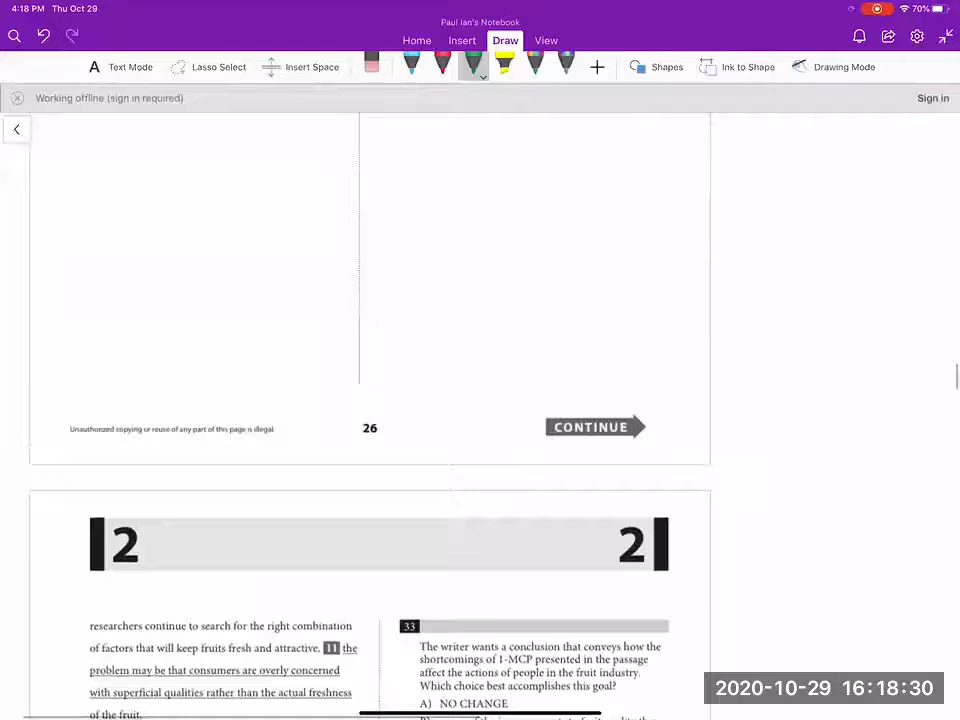 4:18 PM Thu Oct 29
70%
Paul Ian's Notebook
Home Insert Draw View
A Text Mode Lasso Select Insert Space Shapes Ink to Shape Drawing Mode
Working offline (sign in required) Sign in
Unauthorized copying or reuse of any part of this page is illegal. 26 CONTINUE
2 2
researchers continue to search for the right combination
of factors that will keep fruits fresh and attractive, 11 the
problem may be that consumers are overly concerned
with superficial qualities rather than the actual freshness
of the fruit.
33
The writer wants a conclusion that conveys how the
shortcomings of 1-MCP presented in the passage
affect the actions of people in the fruit industry.
Which choice best accomplishes this goal?
A) NO CHANGE
2020-10-29 16:18:30